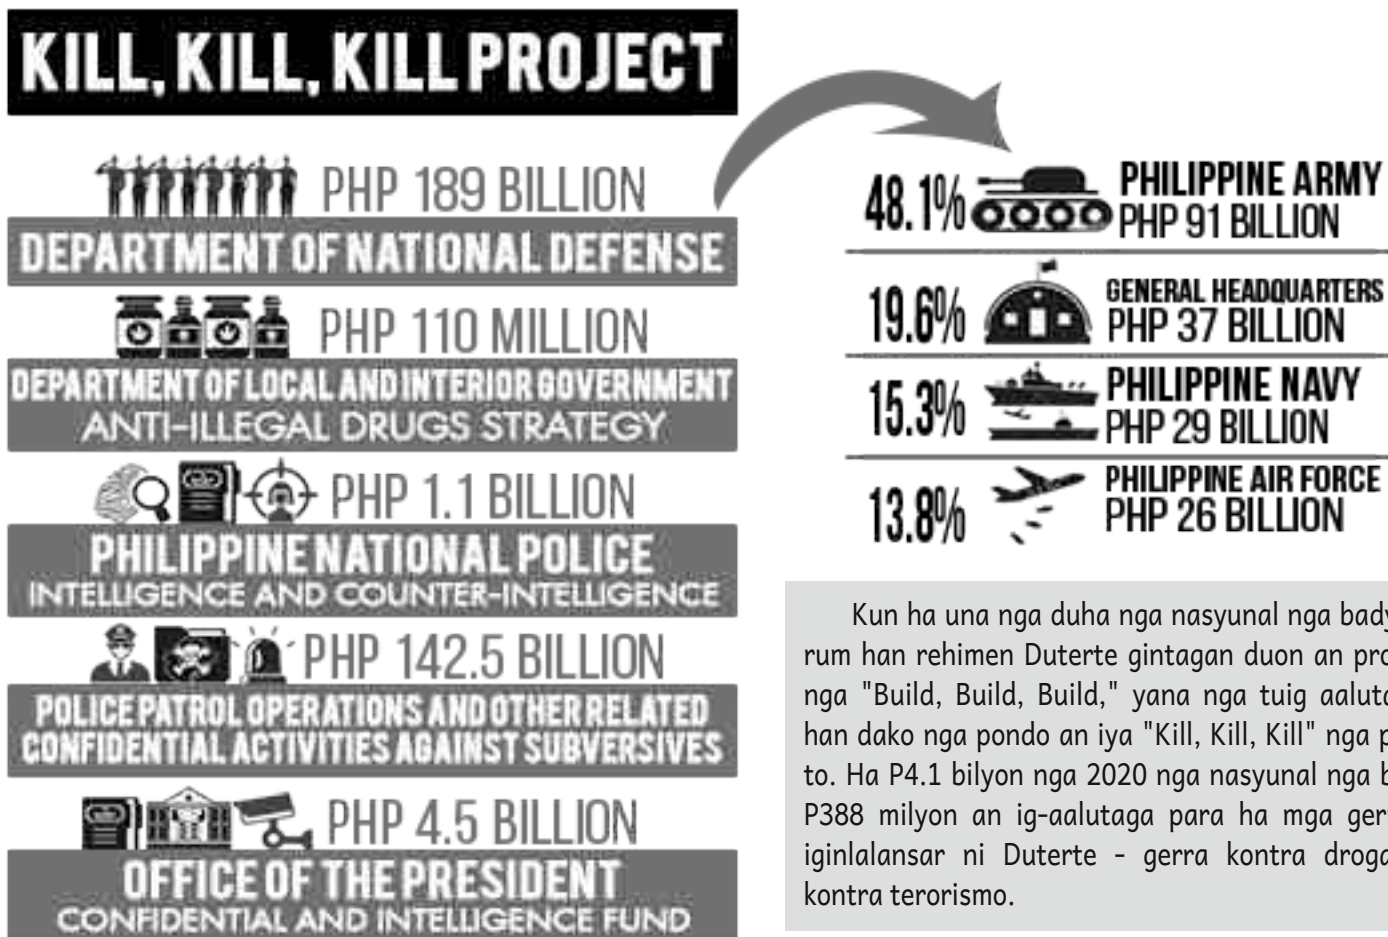 KILL, KILL, KILL PROJECT
PHP 189 BILLION
DEPARTMENT OF NATIONAL DEFENSE
PHP 110 MILLION
DEPARTMENT OF LOCAL AND INTERIOR GOVERNMENT
ANTI-ILLEGAL DRUGS STRATEGY
PHP 1.1 BILLION
PHILIPPINE NATIONAL POLICE
INTELLIGENCE AND COUNTER-INTELLIGENCE
PHP 142.5 BILLION
POLICE PATROL OPERATIONS AND OTHER RELATED
CONFIDENTIAL ACTIVITIES AGAINST SUBVERSIVES
PHP 4.5 BILLION
OFFICE OF THE PRESIDENT
CONFIDENTIAL AND INTELLIGENCE FUND
48.1%
PHILIPPINE ARMY
PHP 91 BILLION
19.6%
GENERAL HEADQUARTERS
PHP 37 BILLION
15.3%
PHILIPPINE NAVY
PHP 29 BILLION
13.8%
PHILIPPINE AIR FORCE
PHP 26 BILLION
Kun ha una nga duha nga nasyunal nga
rum han rehimen Duterte gintagan duon an
nga "Build, Build, Build," yana nga tuig
han dako nga pondo an iya "Kill, Kill, Kill" nga
to. Ha P4.1 bilyon nga 2020 nga nasyunal nga
P388 milyon an ig-aalutaga para ha mga
iginlalansar ni Duterte - gerra kontra
kontra terorismo.